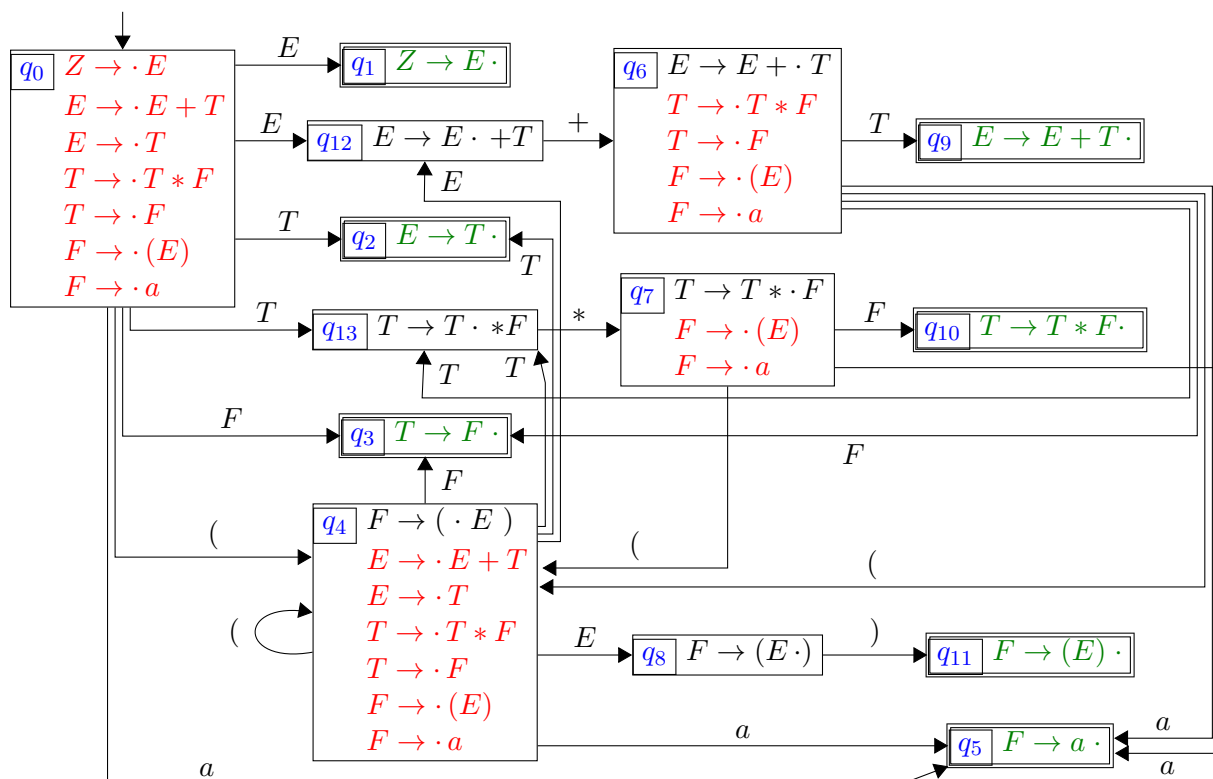 q0 Z → · E
E → · E + T
E → · T
T → · T * F
T → · F
F → · (E)
F → · a
E
q1 Z → E ·
E
q12 E → E · +T
+
q6 E → E + · T
T → · T * F
T → · F
F → · (E)
F → · a
T
q9 E → E + T ·
E
T
q2 E → T ·
T
T
q13 T → T · *F
*
T
T
q7 T → T * · F
F → · (E)
F → · a
F
q10 T → T * F ·
F
q3 T → F ·
F
F
(
q4 F → ( · E )
E → · E + T
E → · T
T → · T * F
T → · F
F → · (E)
F → · a
(
(
(
E
q8 F → (E ·)
)
q11 F → (E) ·
a
q5 F → a ·
a
a
a